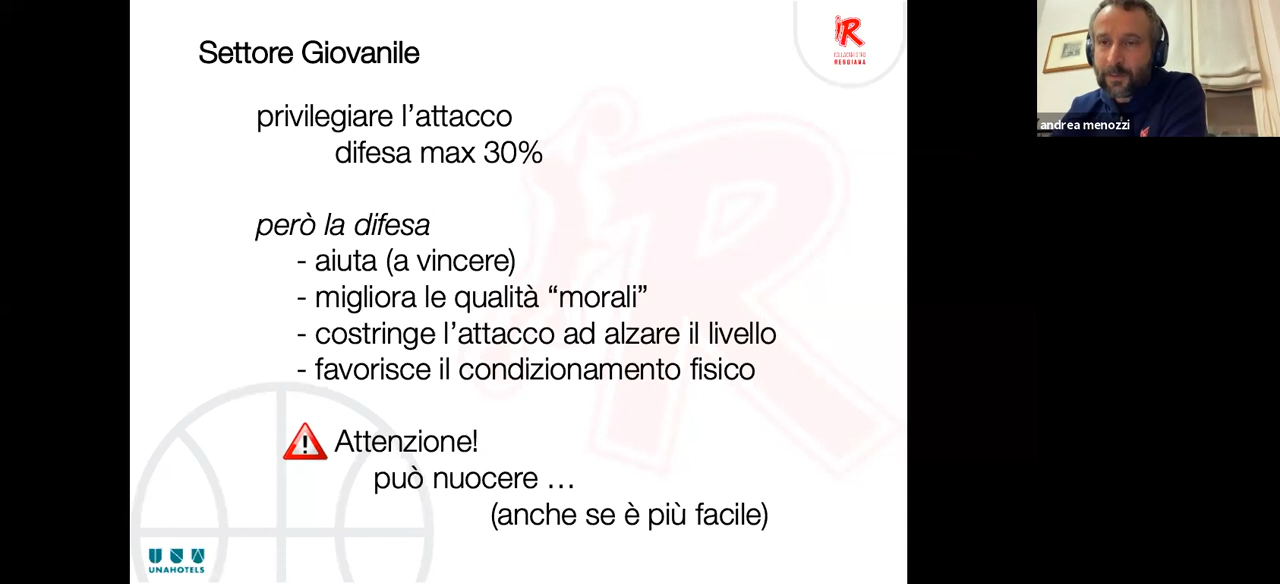 Settore Giovanile
privilegiare l’attacco
difesa max 30%
però la difesa
- aiuta (a vincere)
- migliora le qualità “morali”
- costringe l’attacco ad alzare il livello
- favorisce il condizionamento fisico
Attenzione!
può nuocere …
(anche se è più facile)
UNAHOTELS
REGGIANA
andrea menozzi